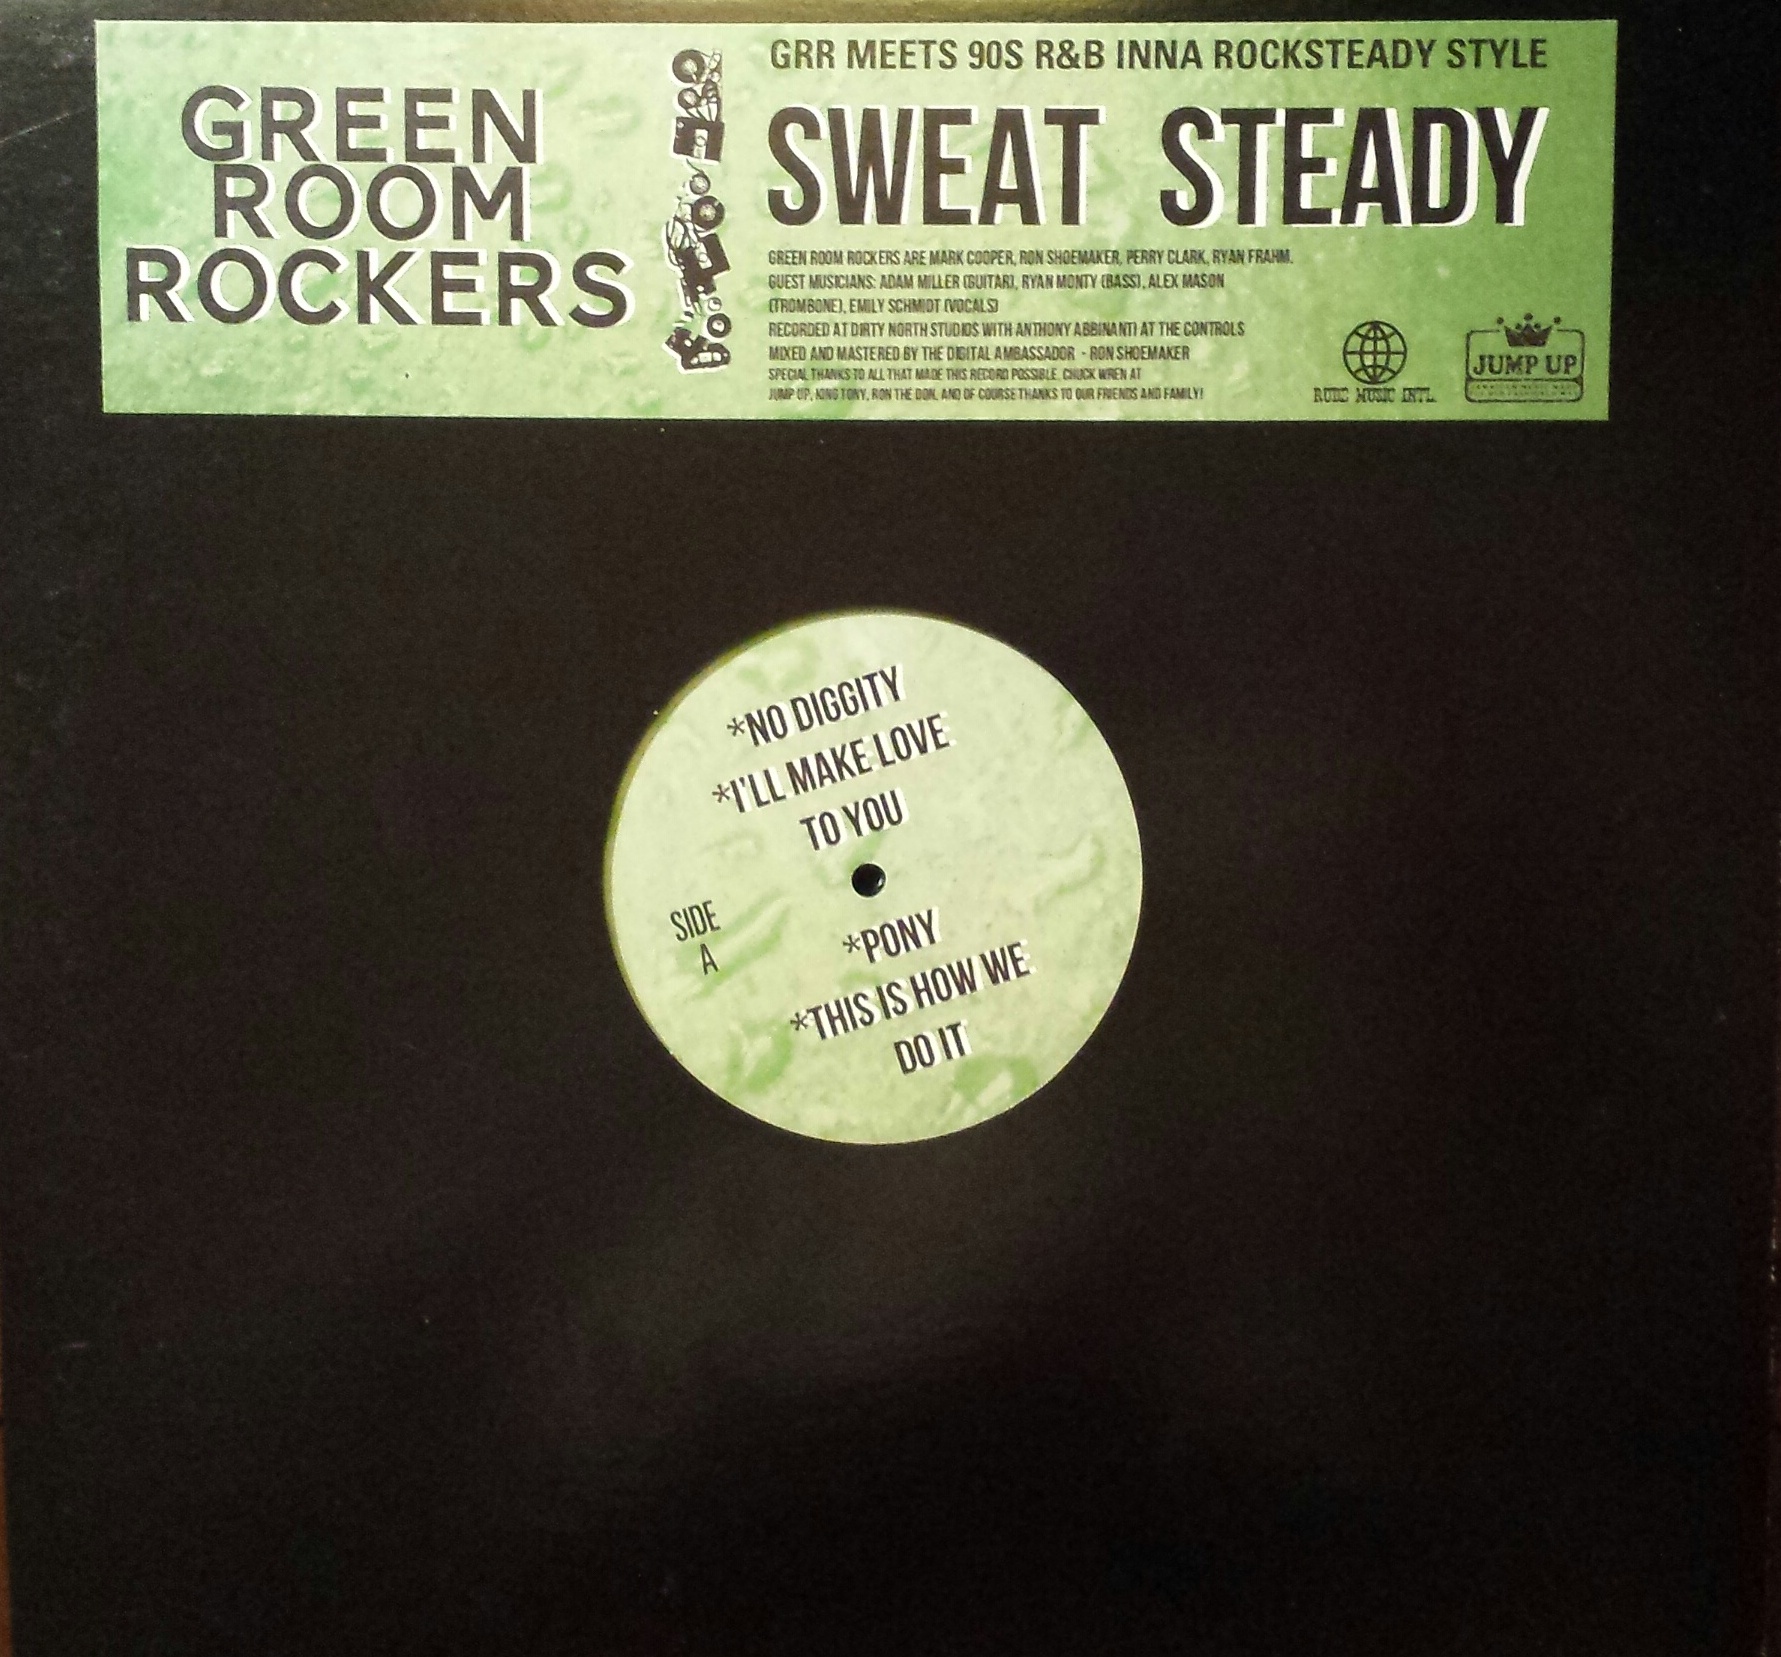 GREEN
ROOM
ROCKERS
GRR MEETS 90S R&B INNA ROCKSTEADY STYLE
SWEAT STEADY
GREEN ROOM ROCKERS ARE MARK COOPER, RON SHOEMAKER, PERRY CLARK, RYAN FRAHM.
GUEST MUSICIANS: ADAM MILLER (GUITAR), RYAN MONTY (BASS), ALEX MASON
(TROMBONE), EMILY SCHMIDT (VOCALS)
RECORDED AT DIRTY NORTH STUDIOS WITH ANTHONY ABBINANTI AT THE CONTROLS
MIXED AND MASTERED BY THE DIGITAL AMBASSADOR - RON SHOEMAKER
SPECIAL THANKS TO ALL THAT MADE THIS RECORD POSSIBLE. CHUCK WREN AT
JUMP UP, KING TONY, RON THE DON, AND OF COURSE THANKS TO OUR FRIENDS AND FAMILY!
MUSIC INTL.
JUMP UP
*NO DIGGITY
*I'LL MAKE LOVE
TO YOU
SIDE
A
*PONY
*THIS IS HOW WE
DO IT